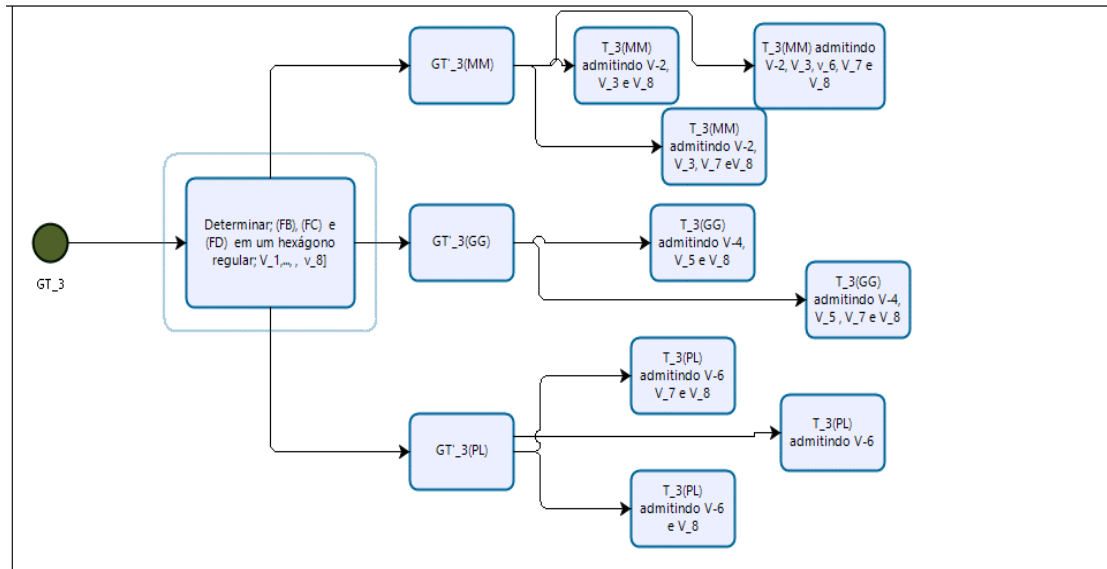 GT_3
Determinar; (FB), (FC) e
(FD) em um hexágono
regular; V_1,..., , v_8]
GT'_3(MM)
T_3(MM)
admitindo V-2,
V_3 e V_8
T_3(MM) admitindo
V-2, V_3, v_6, V_7 e
V_8
T_3(MM)
admitindo V-2,
V_3, V_7 eV_8
GT'_3(GG)
T_3(GG)
admitindo V-4,
V_5 e V_8
T_3(GG)
admitindo V-4,
V_5 , V_7 e V_8
GT'_3(PL)
T_3(PL)
admitindo V-6
V_7 e V_8
T_3(PL)
admitindo V-6
T_3(PL)
admitindo V-6
e V_8